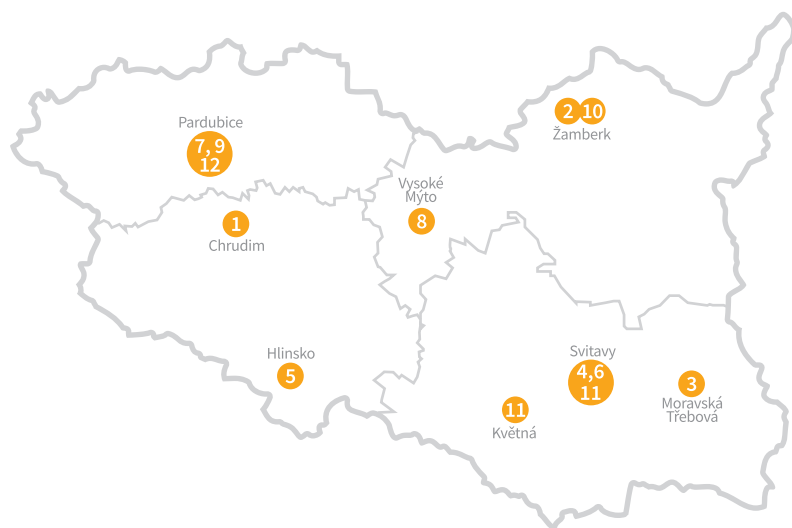 2 10
Žamberk
Pardubice
7, 9
12
Vysoké
Mýto
8
1
Chrudim
Hlinsko
5
Svitavy
4,6
11
3
Moravská
Třebová
11
Květná